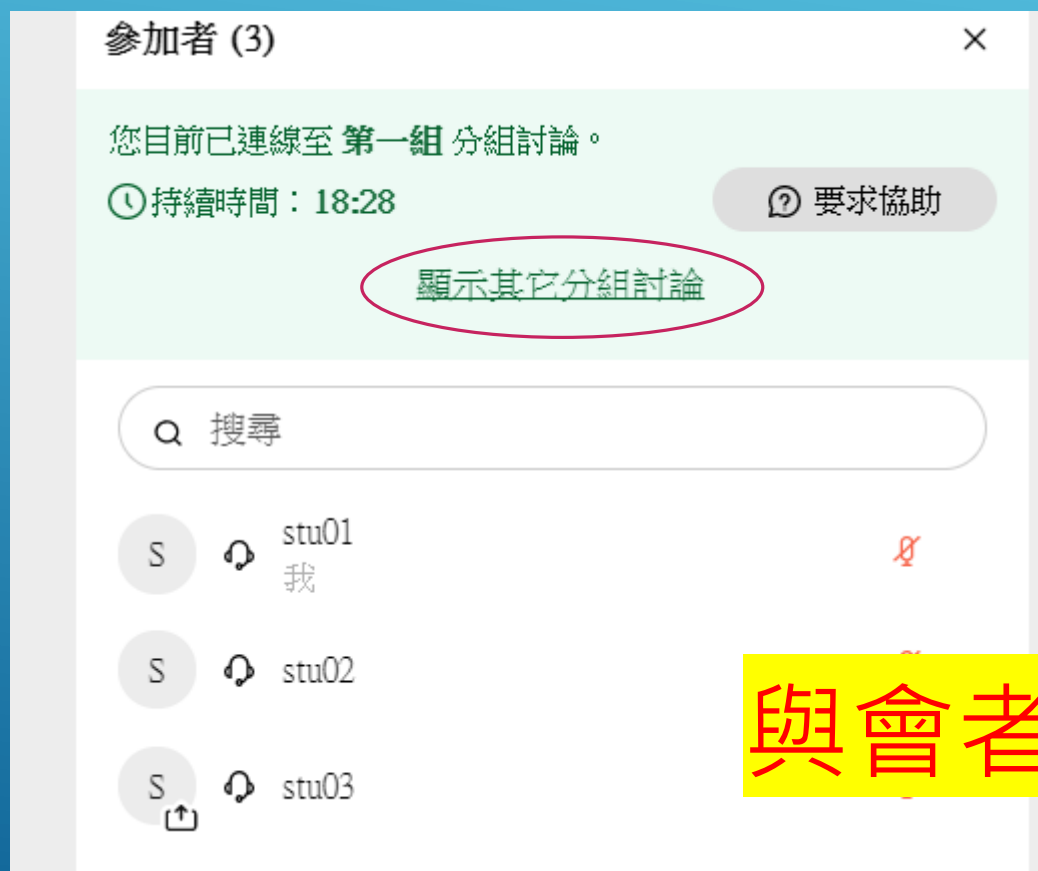 參加者 (3)
您目前已連線至 第一組 分組討論。
持續時間：18:28
要求協助
顯示其它分組討論
搜尋
S stu01
我
S stu02
與會者
S stu03